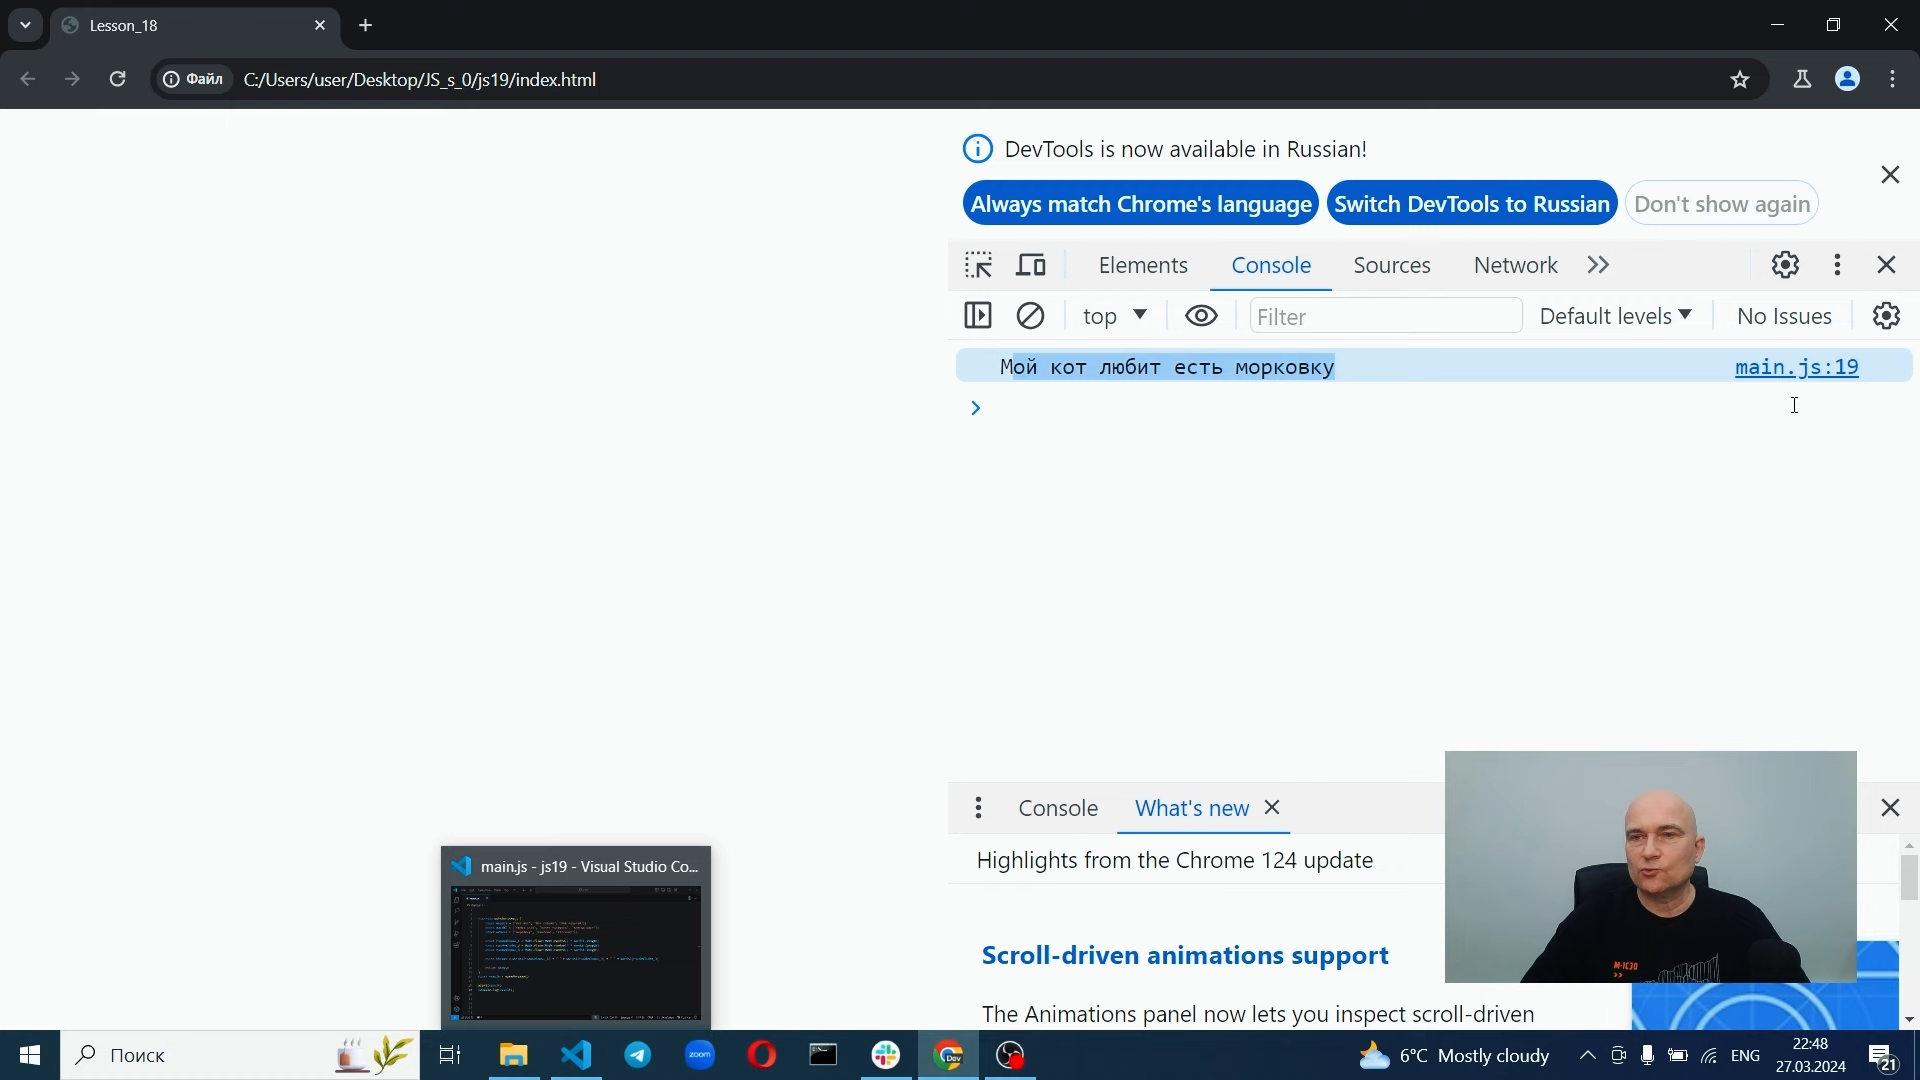 Lesson_18
Файл
C:/Users/user/Desktop/JS_s_0/js19/index.html
DevTools is now available in Russian!
Always match Chrome's language
Switch DevTools to Russian
Don't show again
Elements
Console
Sources
Network
top
Filter
Default levels
No Issues
Мой кот любит есть морковку
main.js:19
Console
What's new
Highlights from the Chrome 124 update
Scroll-driven animations support
The Animations panel now lets you inspect scroll-driven
main.js - js19 - Visual Studio Co...
M-1C30
Поиск
zoom
Dev
6°C Mostly cloudy
ENG
22:48
27.03.2024
21